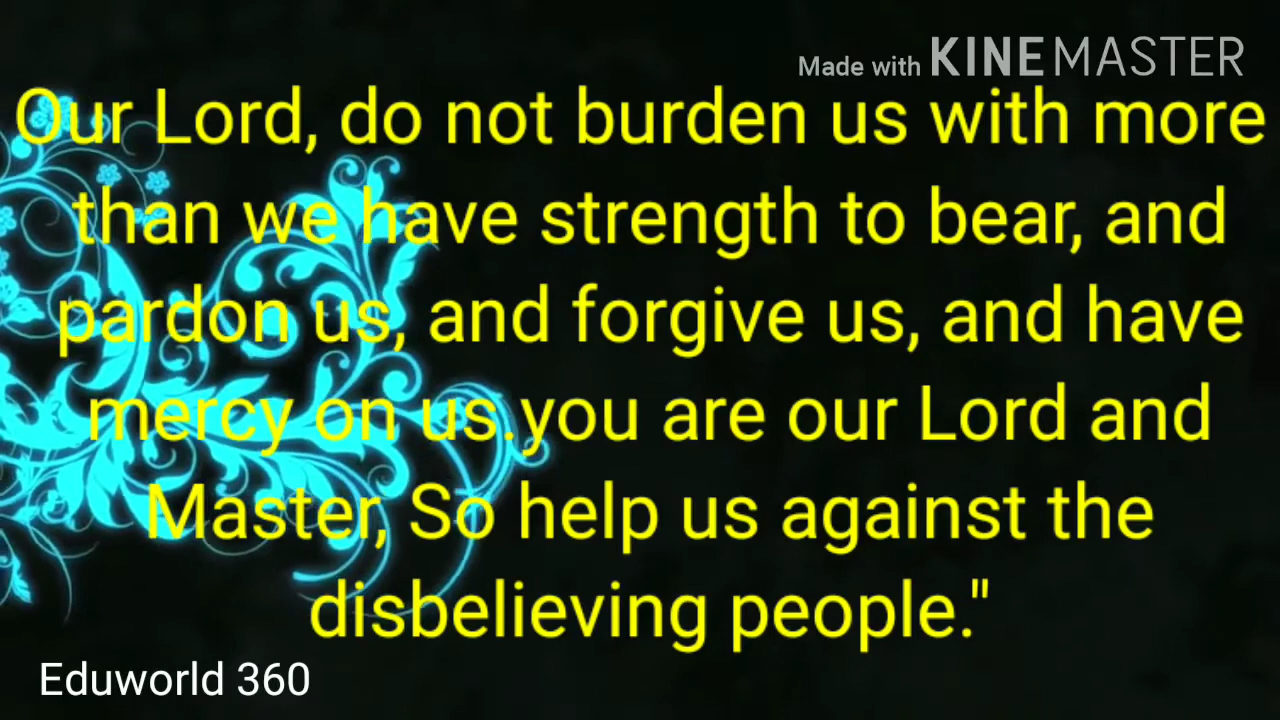 Made with KINEMASTER
Our Lord, do not burden us with more
than we have strength to bear, and
pardon us, and forgive us, and have
mercy on us.you are our Lord and
Master, So help us against the
disbelieving people."
Eduworld 360